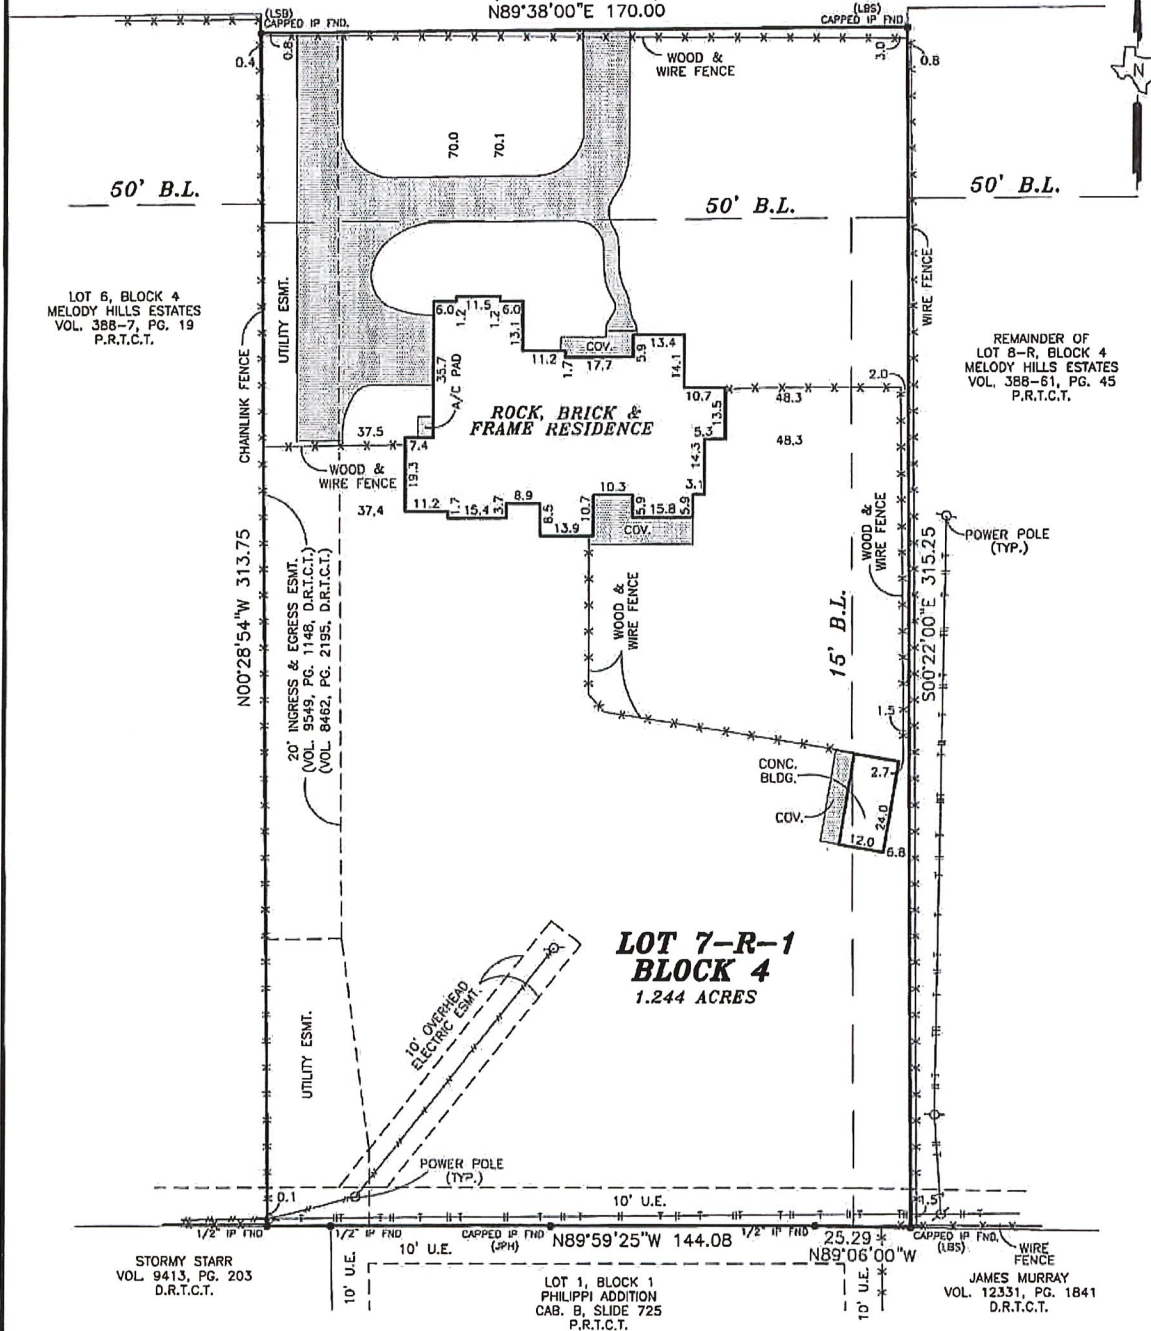 (LSB)
CAPPED IP FND.
N89°38'00"E 170.00
(LBS)
CAPPED IP FND.
0.4
0.8
WOOD &
WIRE FENCE
3.0
0.8
N
70.0
70.1
50' B.L.
50' B.L.
50' B.L.
LOT 6, BLOCK 4
MELODY HILLS ESTATES
VOL. 388-7, PG. 19
P.R.T.C.T.
UTILITY ESMT.
CHAINLINK FENCE
WIRE FENCE
REMAINDER OF
LOT 8-R, BLOCK 4
MELODY HILLS ESTATES
VOL. 388-61, PG. 45
P.R.T.C.T.
6.0
1.2
11.5
1.2
6.0
13.1
11.2
1.7
COV.
17.7
5.9
13.4
14.1
10.7
13.5
5.3
14.3
3.1
35.7
A/C PAD
ROCK, BRICK &
FRAME RESIDENCE
2.0
48.3
48.3
37.5
7.4
WOOD &
WIRE FENCE
19.3
37.4
11.2
1.7
15.4
3.7
8.9
8.5
13.9
10.7
10.3
5.9
15.8
5.9
COV.
WOOD &
WIRE FENCE
POWER POLE
(TYP.)
N00°28'54"W 313.75
20' INGRESS & EGRESS ESMT.
(VOL. 9549, PG. 1148, D.R.T.C.T.)
(VOL. 8462, PG. 2195, D.R.T.C.T.)
WOOD &
WIRE FENCE
15' B.L.
S00°22'00"E 315.25
1.5
CONC.
BLDG.
COV.
2.7
24.0
12.0
6.8
LOT 7-R-1
BLOCK 4
1.244 ACRES
10' OVERHEAD
ELECTRIC ESMT.
UTILITY ESMT.
POWER POLE
(TYP.)
0.1
10' U.E.
1.5
1/2" IP FND
1/2" IP FND
10' U.E.
CAPPED IP FND
(JPH)
N89°59'25"W 144.08
1/2" IP FND
25.29
N89°06'00"W
CAPPED IP FND.
(LBS)
WIRE
FENCE
STORMY STARR
VOL. 9413, PG. 203
D.R.T.C.T.
10' U.E.
LOT 1, BLOCK 1
PHILIPPI ADDITION
CAB. B, SLIDE 725
P.R.T.C.T.
10' U.E.
JAMES MURRAY
VOL. 12331, PG. 1841
D.R.T.C.T.